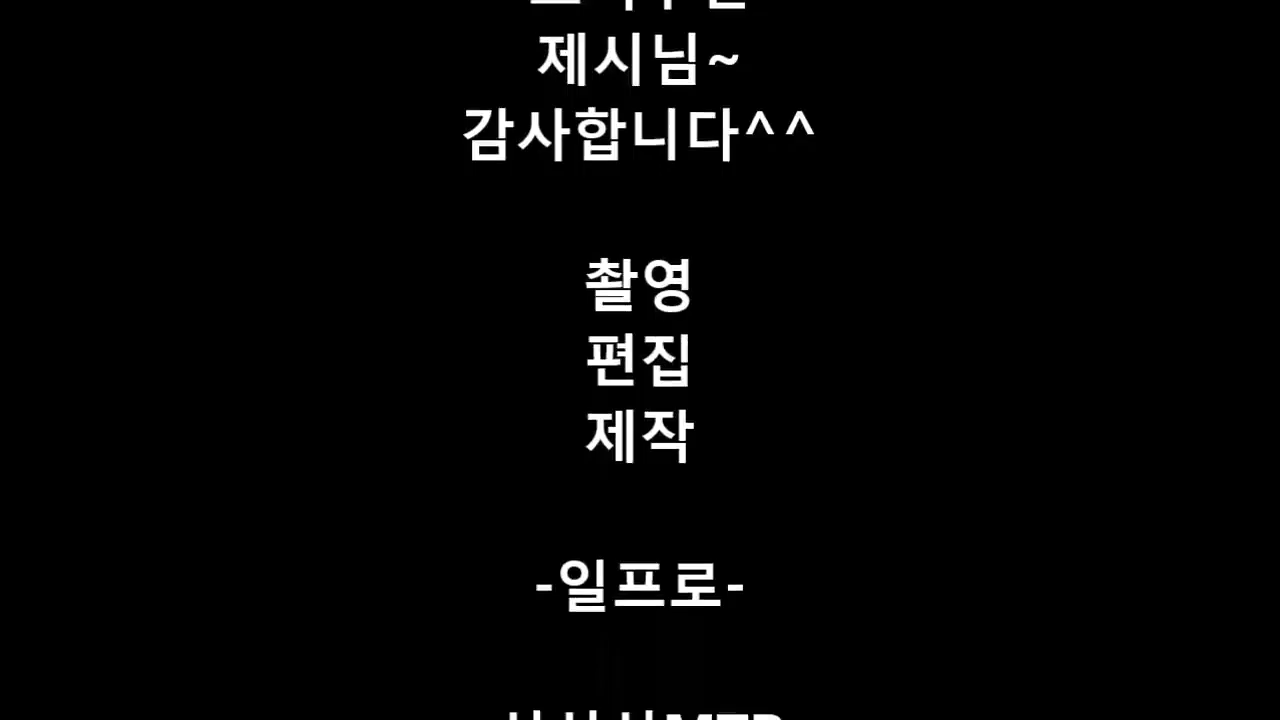 제시님~
감사합니다^^
촬영
편집
제작
-일프로-